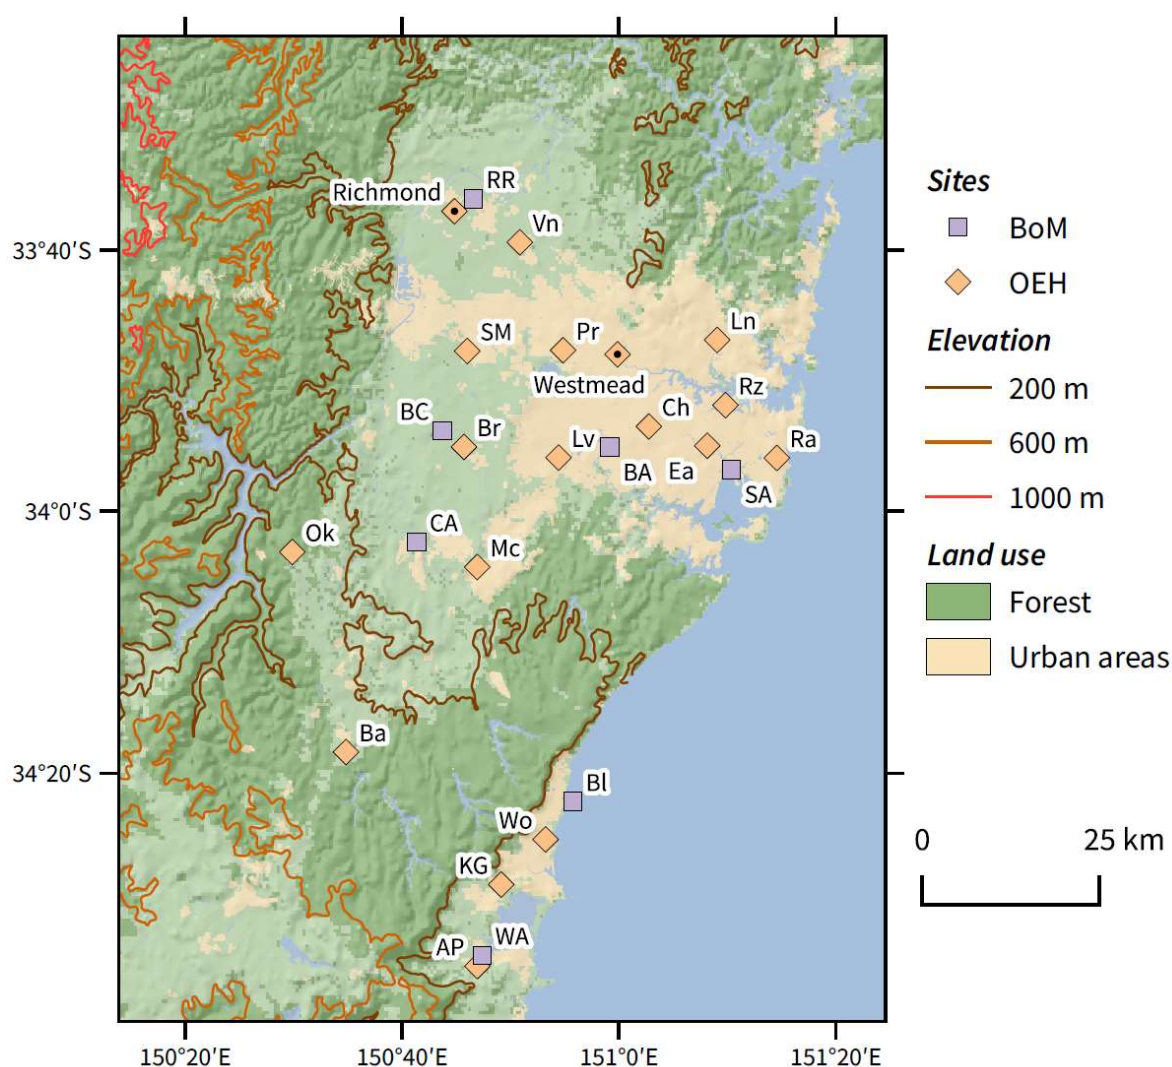 RR
Richmond
Vn
33°40′S
Ln
SM
Pr
Westmead
Rz
Ch
BC
Br
Lv
BA
Ea
Ra
SA
34°0′S
CA
Ok
Mc
Ba
34°20′S
Bl
Wo
KG
AP
WA
150°20′E
150°40′E
151°0′E
151°20′E
Sites
BoM
OEH
Elevation
200 m
600 m
1000 m
Land use
Forest
Urban areas
0 25 km